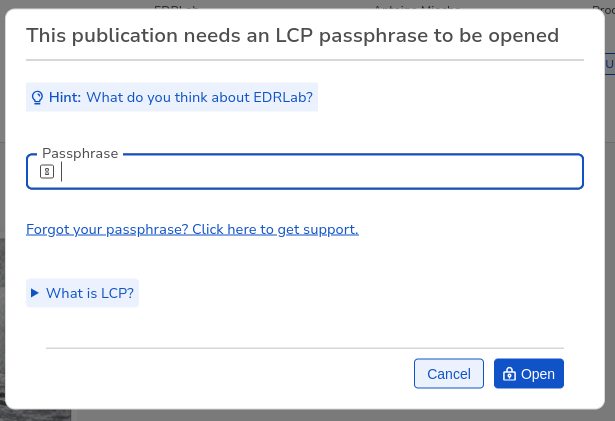 This publication needs an LCP passphrase to be opened
Hint: What do you think about EDRLab?
Passphrase
Forgot your passphrase? Click here to get support.
What is LCP?
Cancel
Open